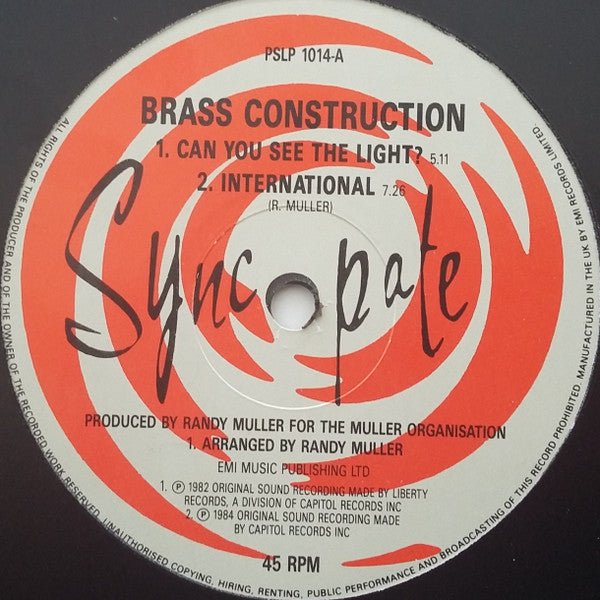 PSLP 1014-A
BRASS CONSTRUCTION
1. CAN YOU SEE THE LIGHT? 5.11
2. INTERNATIONAL 7.26
(R. MULLER)
Sync pate
PRODUCED BY RANDY MULLER FOR THE MULLER ORGANISATION
1. ARRANGED BY RANDY MULLER
EMI MUSIC PUBLISHING LTD
1. ℗ 1982 ORIGINAL SOUND RECORDING MADE BY LIBERTY
RECORDS, A DIVISION OF CAPITOL RECORDS INC
2. ℗ 1984 ORIGINAL SOUND RECORDING MADE
BY CAPITOL RECORDS INC
45 RPM
ALL RIGHTS OF THE PRODUCER AND OF THE OWNER OF THE RECORDED WORK RESERVED. UNAUTHORISED COPYING, HIRING, RENTING, PUBLIC PERFORMANCE AND BROADCASTING OF THIS RECORD PROHIBITED. MANUFACTURED IN THE UK BY EMI RECORDS LIMITED